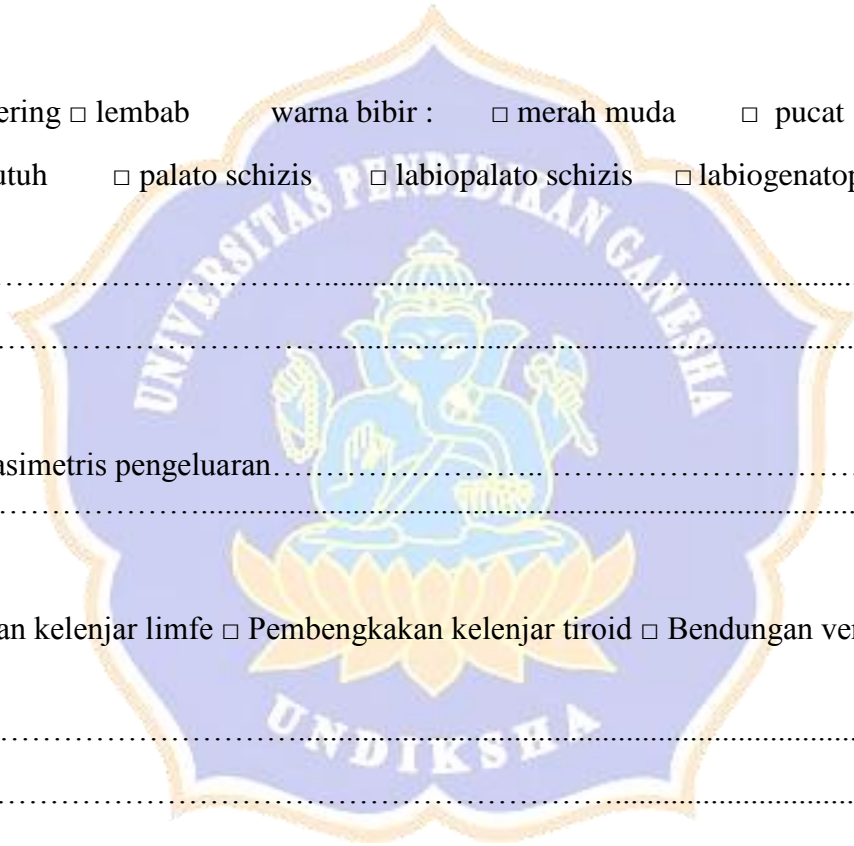 ering □ lembab warna bibir : □ merah muda □ pucat
utuh □ palato schizis □ labiopalato schizis □ labiogenatop
UNIVERSITAS PENDIDIKAN GANESHA
…………………………………...................................................................................
…………………………………...................................................................................
asimetris pengeluaran…………………….. …………………………
……………………..................................................................................................
an kelenjar limfe □ Pembengkakan kelenjar tiroid □ Bendungan ven
UNDIKSHA
…………………………………...................................................................................
……………………………………………………….....................................